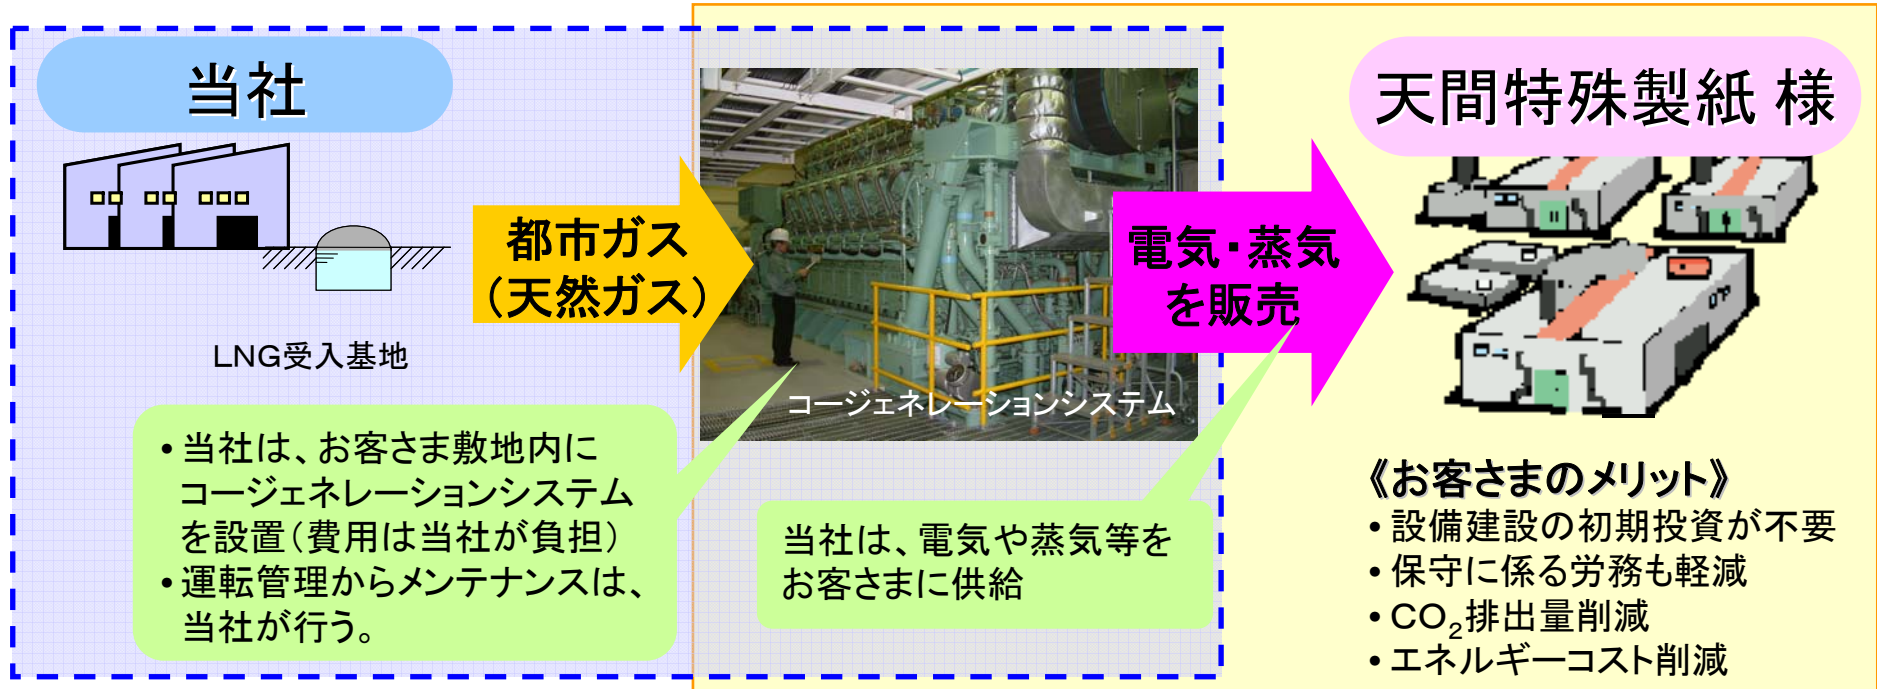 当社
天間特殊製紙 様
都市ガス
（天然ガス）
電気・蒸気
を販売
LNG受入基地
コージェネレーションシステム
• 当社は、お客さま敷地内に
コージェネレーションシステム
を設置（費用は当社が負担）
• 運転管理からメンテナンスは、
当社が行う。
当社は、電気や蒸気等を
お客さまに供給
《お客さまのメリット》
• 設備建設の初期投資が不要
• 保守に係る労務も軽減
• CO₂排出量削減
• エネルギーコスト削減